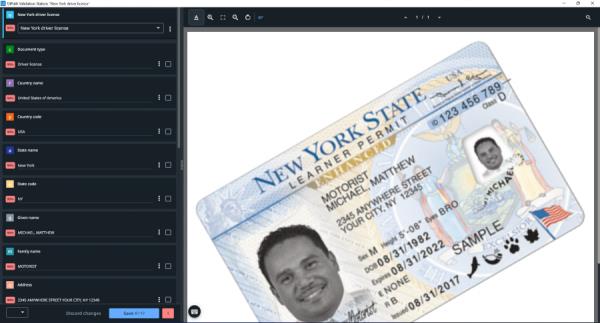 UiPath Validation Station "New York driver license"
New York driver license
New York driver license
Document type
Driver license
Country name
United States of America
Country code
USA
State name
New York
State code
NY
Given name
MICHAEL, MATTHEW
Family name
MOTORIST
Address
2345 ANYWHERE STREET YOUR CITY, NY 12345
Discard changes
Save
1 / 1
NEW YORK STATE
USA
LEARNER PERMIT
ENHANCED
ID 123 456 789
Class D
MOTORIST
MICHAEL, MATTHEW
2345 ANYWHERE STREET
YOUR CITY, NY 12345
Sex M Height 5'-08" Eyes BRO
DOB 08/31/1982
Expires 08/31/2022
E NONE
R B
Issued 08/31/2017
SAMPLE
MICHAEL
Motorist